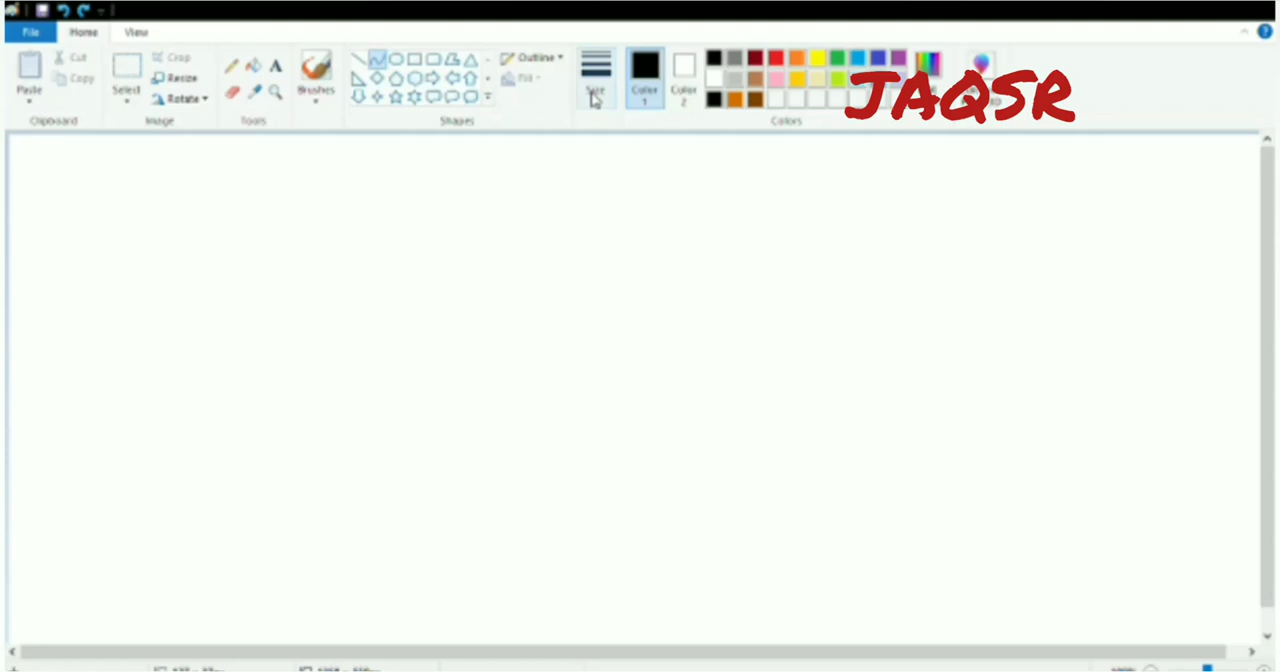 File Home View
Cut Crop Outline
Copy Resize Fill
Paste Select Rotate Brushes Size Color 1 Color 2
JAQSR
Clipboard Image Tools Shapes Colors